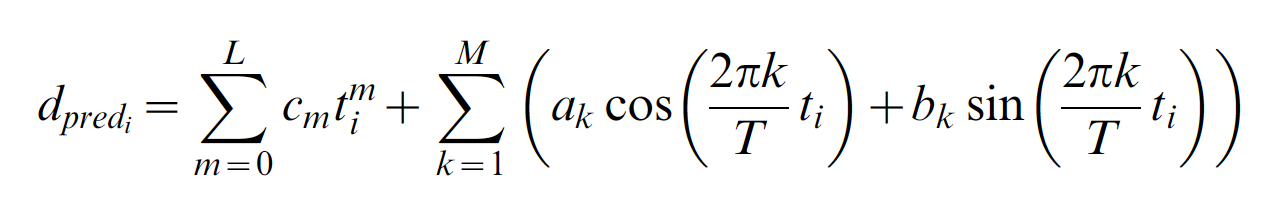 $d_{pred_i} = \sum_{m=0}^{L} c_m t_i^m + \sum_{k=1}^{M} \left( a_k \cos\left( \frac{2\pi k}{T} t_i \right) + b_k \sin\left( \frac{2\pi k}{T} t_i \right) \right)$